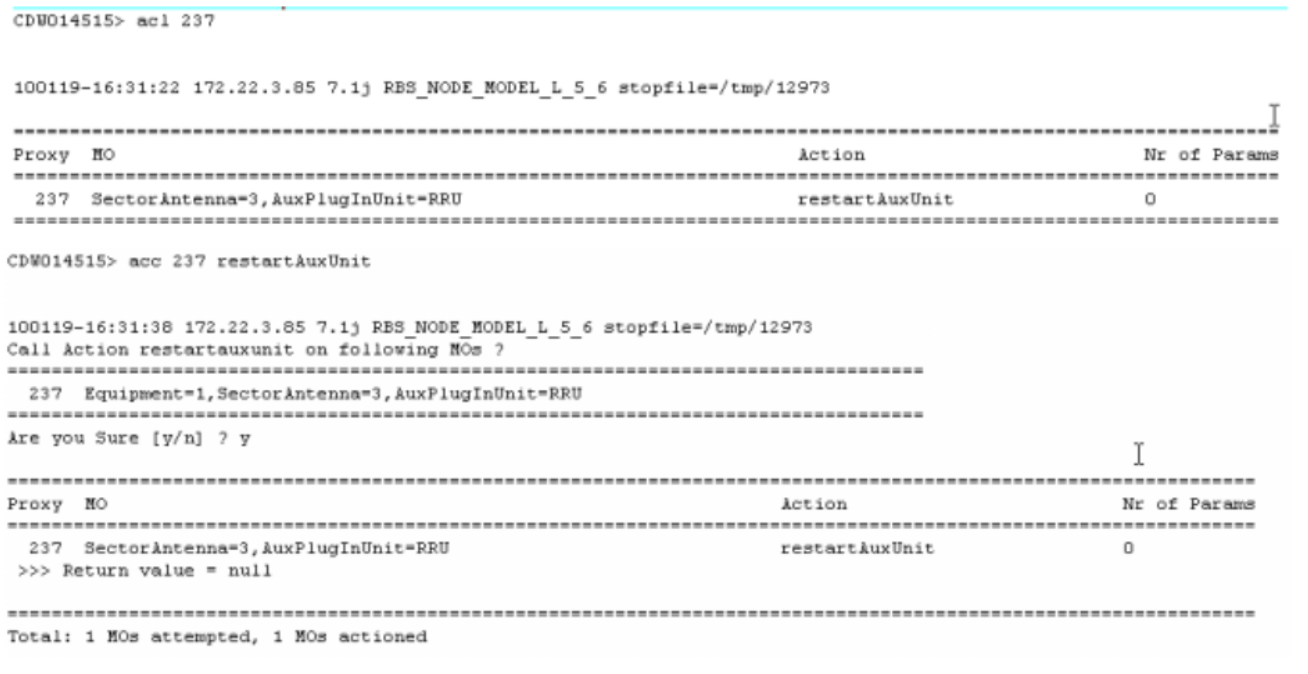 CDW014515> acl 237
100119-16:31:22 172.22.3.85 7.1j RBS_NODE_MODEL_L_5_6 stopfile=/tmp/12973
=================================================================================================================
Proxy MO Action Nr of Params
=================================================================================================================
237 SectorAntenna=3,AuxPlugInUnit=RRU restartAuxUnit 0
=================================================================================================================
CDW014515> acc 237 restartAuxUnit
100119-16:31:38 172.22.3.85 7.1j RBS_NODE_MODEL_L_5_6 stopfile=/tmp/12973
Call Action restartauxunit on following MOs ?
==================================================================================
237 Equipment=1,SectorAntenna=3,AuxPlugInUnit=RRU
==================================================================================
Are you Sure [y/n] ? y
=================================================================================================================
Proxy MO Action Nr of Params
=================================================================================================================
237 SectorAntenna=3,AuxPlugInUnit=RRU restartAuxUnit 0
>>> Return value = null
=================================================================================================================
Total: 1 MOs attempted, 1 MOs actioned